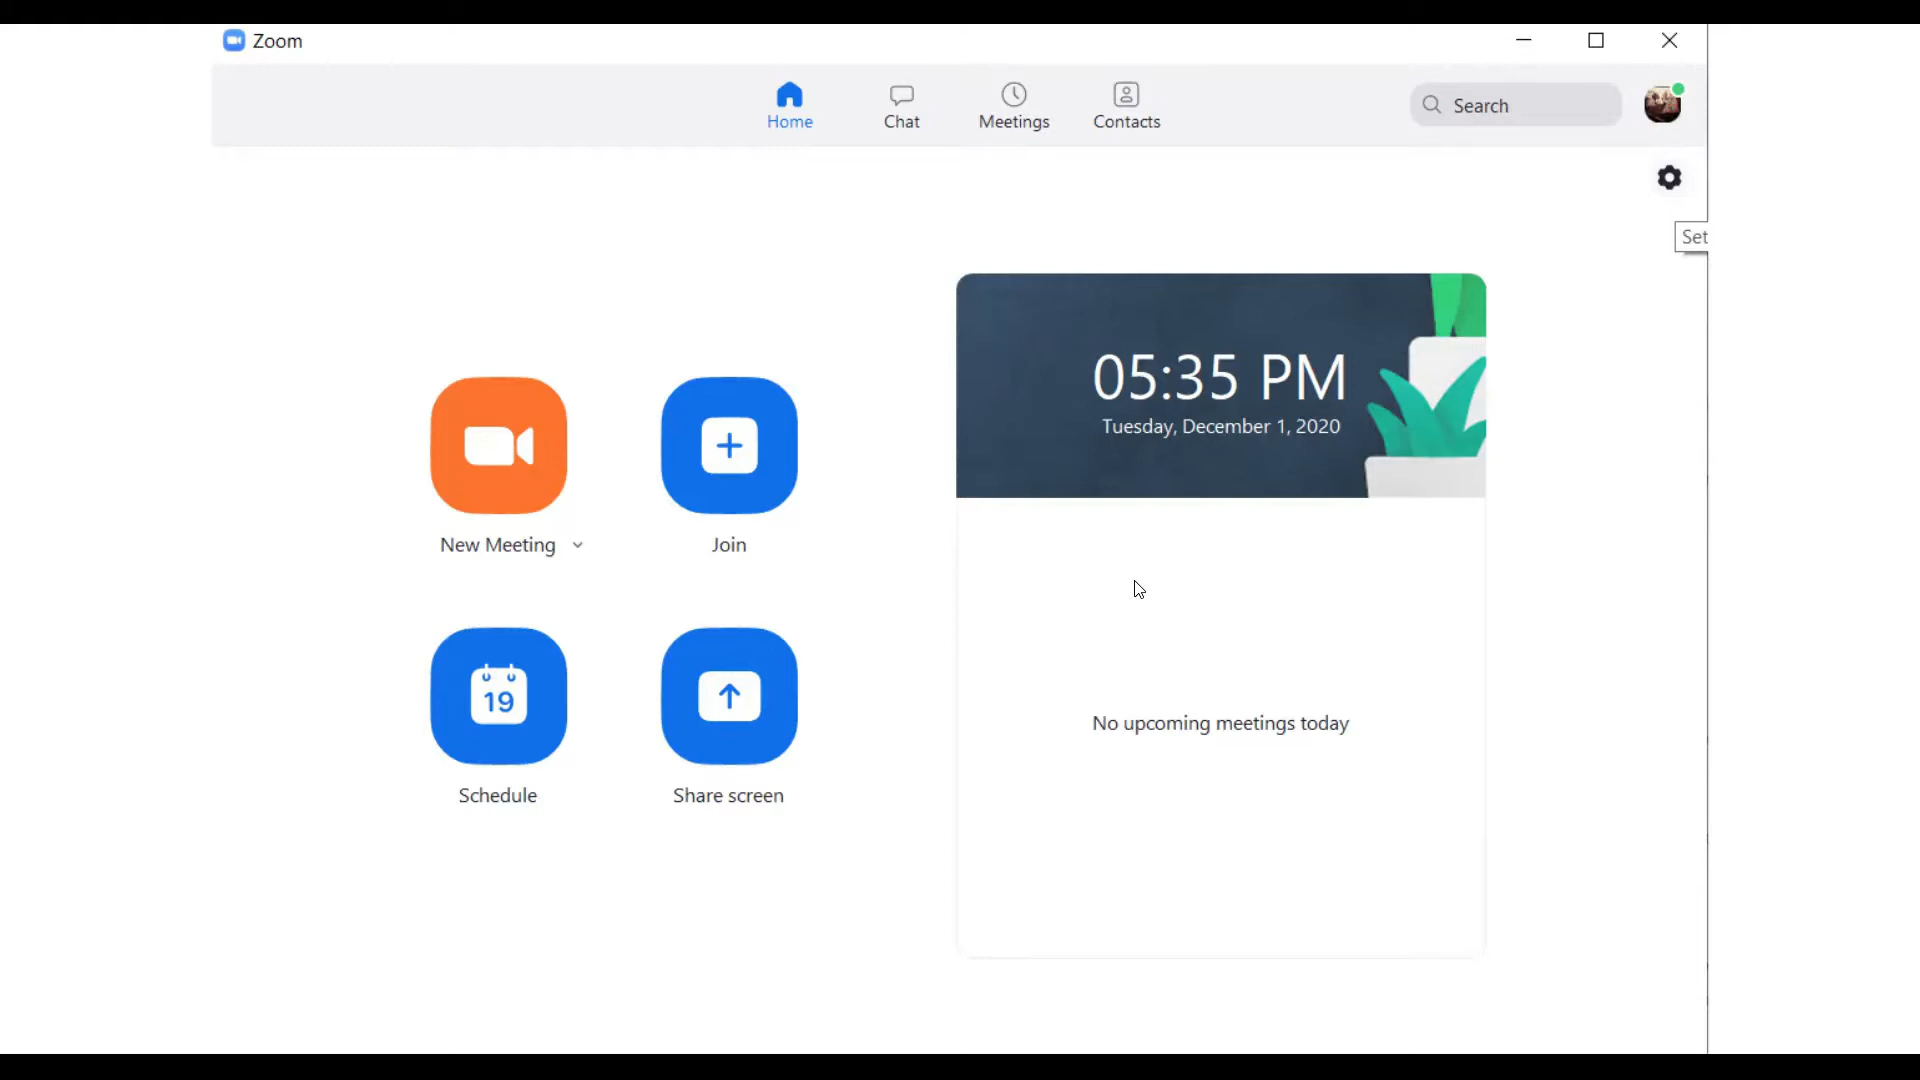 Zoom
Home
Chat
Meetings
Contacts
Search
Set
05:35 PM
Tuesday, December 1, 2020
New Meeting
Join
19
Schedule
Share screen
No upcoming meetings today